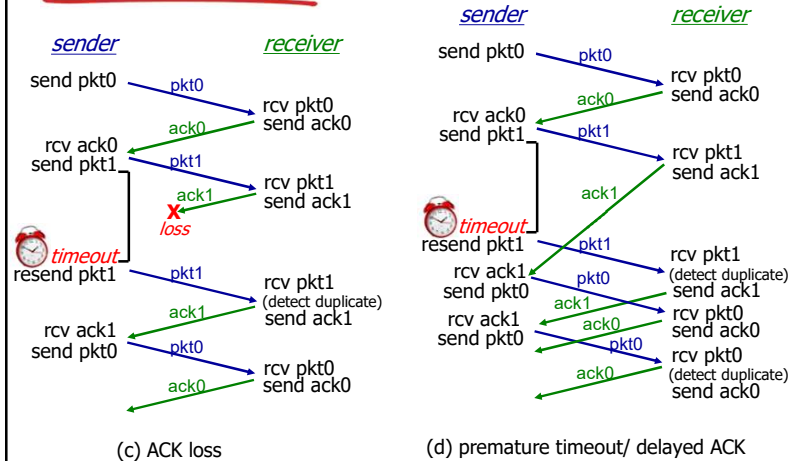 sender
receiver
send pkt0
pkt0
rcv pkt0
send ack0
ack0
rcv ack0
send pkt1
pkt1
rcv pkt1
send ack1
ack1
X
loss
timeout
resend pkt1
pkt1
rcv pkt1
(detect duplicate)
send ack1
ack1
rcv ack1
send pkt0
pkt0
rcv pkt0
send ack0
ack0
(c) ACK loss
sender
receiver
send pkt0
pkt0
rcv pkt0
send ack0
ack0
rcv ack0
send pkt1
pkt1
rcv pkt1
send ack1
ack1
timeout
resend pkt1
pkt1
rcv pkt1
(detect duplicate)
send ack1
rcv ack1
send pkt0
pkt0
ack1
rcv pkt0
send ack0
rcv ack1
send pkt0
ack0
pkt0
rcv pkt0
(detect duplicate)
send ack0
ack0
(d) premature timeout/ delayed ACK